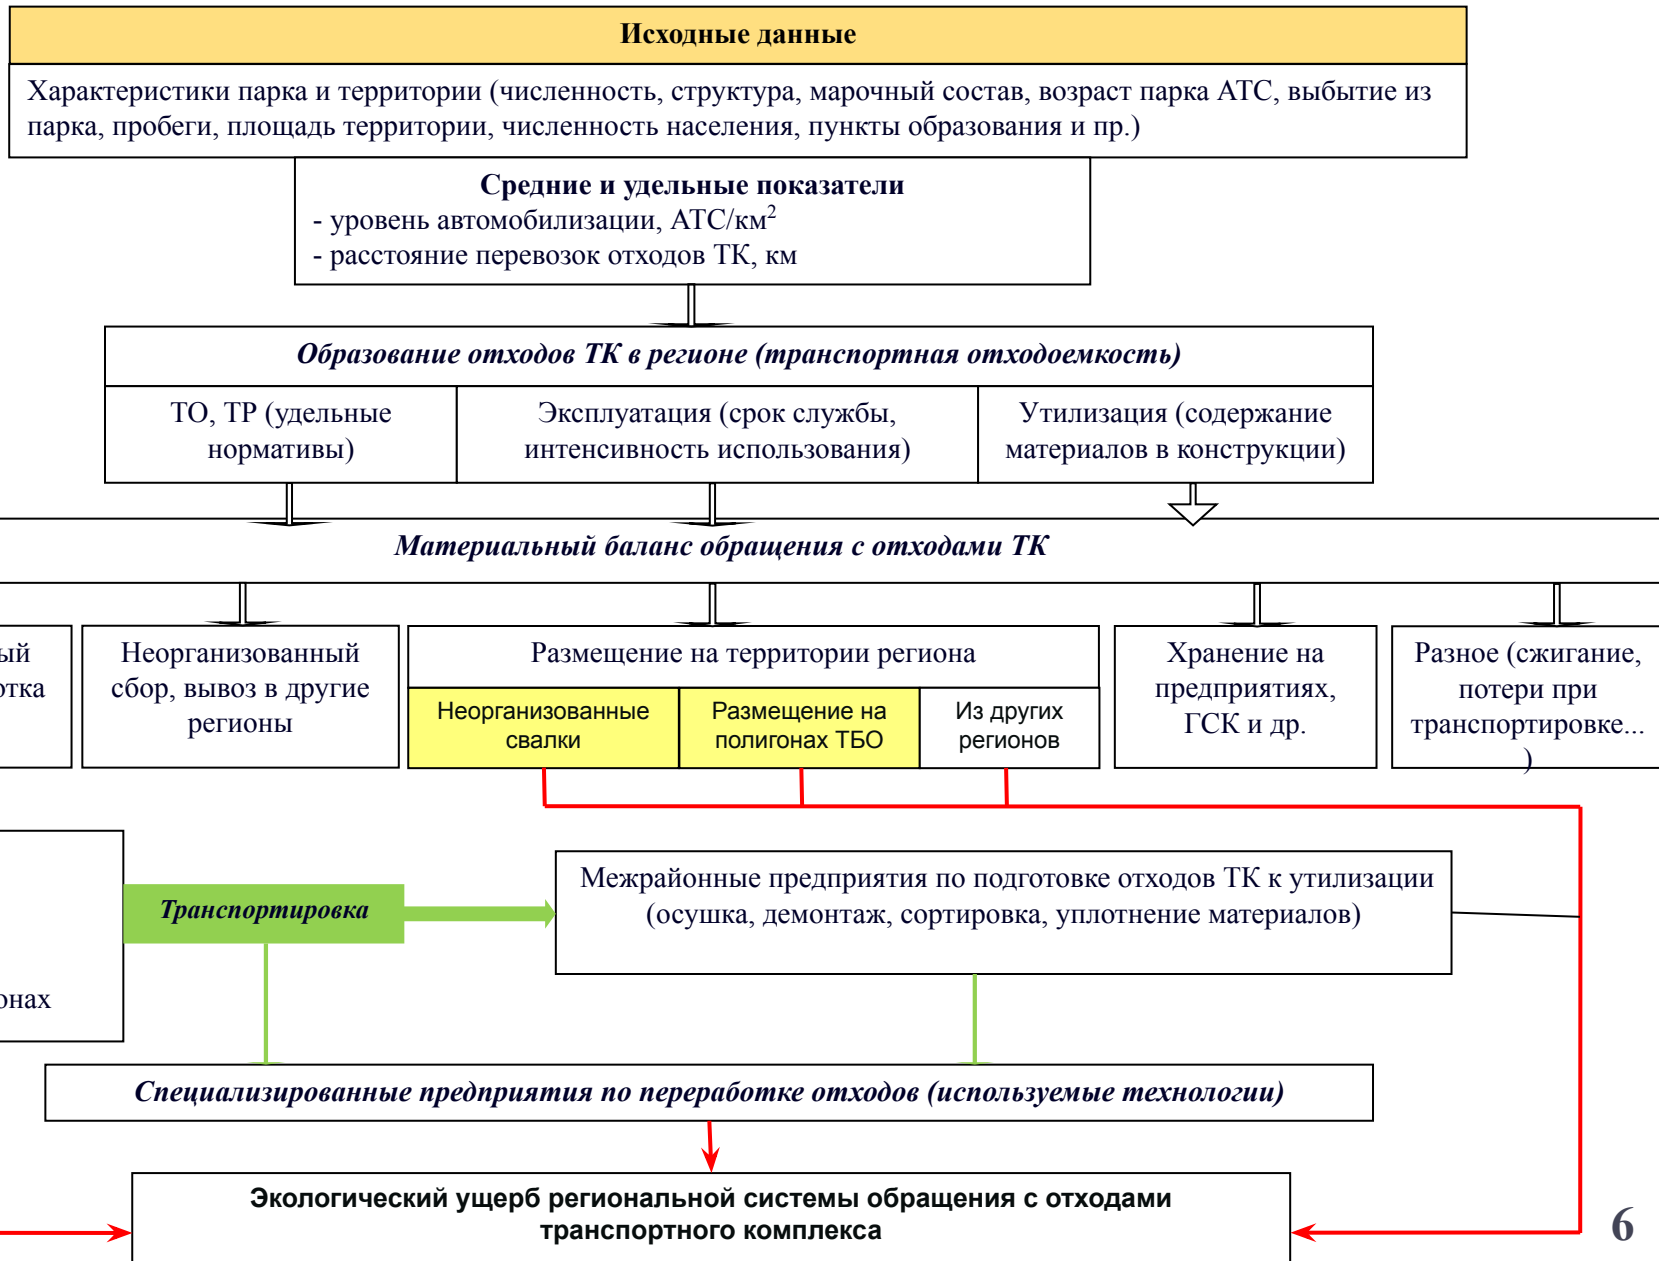 Исходные данные
Характеристики парка и территории (численность, структура, марочный состав, возраст парка АТС, выбытие из
парка, пробеги, площадь территории, численность населения, пункты образования и пр.)
Средние и удельные показатели
- уровень автомобилизации, АТС/км²
- расстояние перевозок отходов ТК, км
Образование отходов ТК в регионе (транспортная отходоемкость)
ТО, ТР (удельные
нормативы)
Эксплуатация (срок службы,
интенсивность использования)
Утилизация (содержание
материалов в конструкции)
Материальный баланс обращения с отходами ТК
Неорганизованный
сбор, вывоз в другие
регионы
Размещение на территории региона
Неорганизованные
свалки
Размещение на
полигонах ТБО
Из других
регионов
Хранение на
предприятиях,
ГСК и др.
Разное (сжигание,
потери при
транспортировке...
)
Транспортировка
Межрайонные предприятия по подготовке отходов ТК к утилизации
(осушка, демонтаж, сортировка, уплотнение материалов)
Специализированные предприятия по переработке отходов (используемые технологии)
Экологический ущерб региональной системы обращения с отходами
транспортного комплекса
6